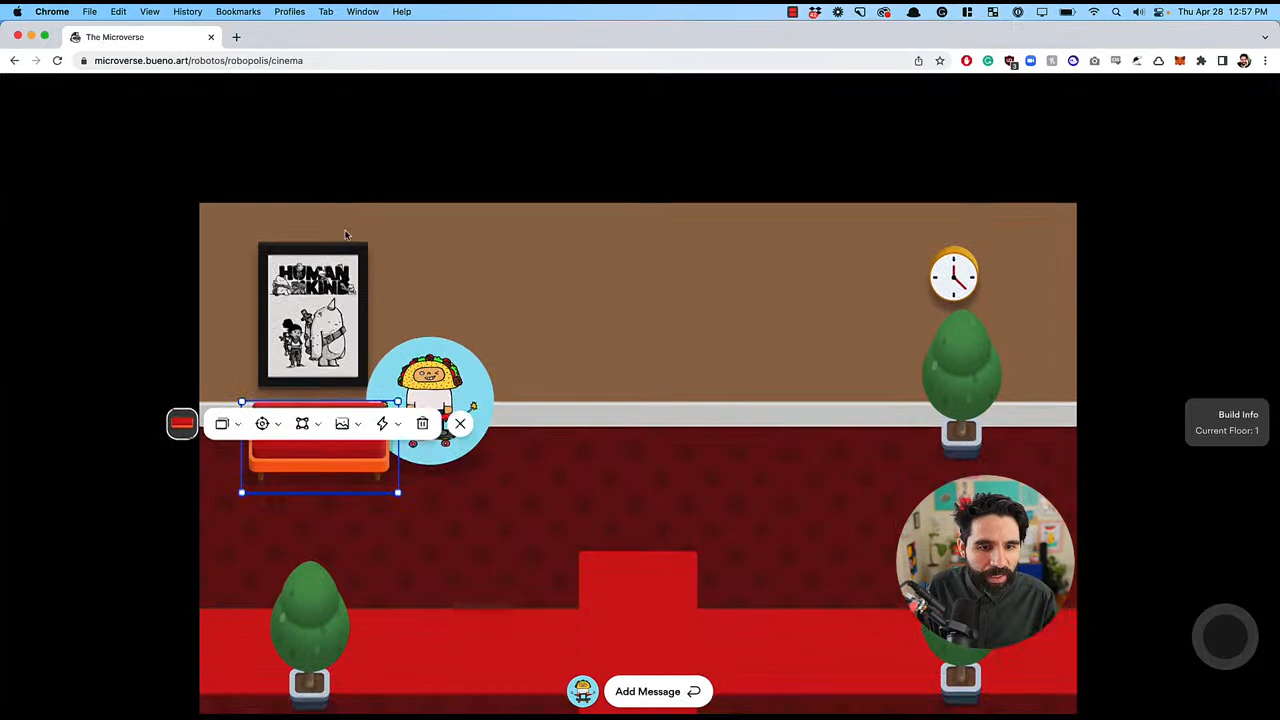 Chrome File Edit View History Bookmarks Profiles Tab Window Help Thu Apr 28 12:57 PM
The Microverse
microverse.bueno.art/robotos/robopolis/cinema
3
HUMAN
KIND
Build Info
Current Floor: 1
Add Message